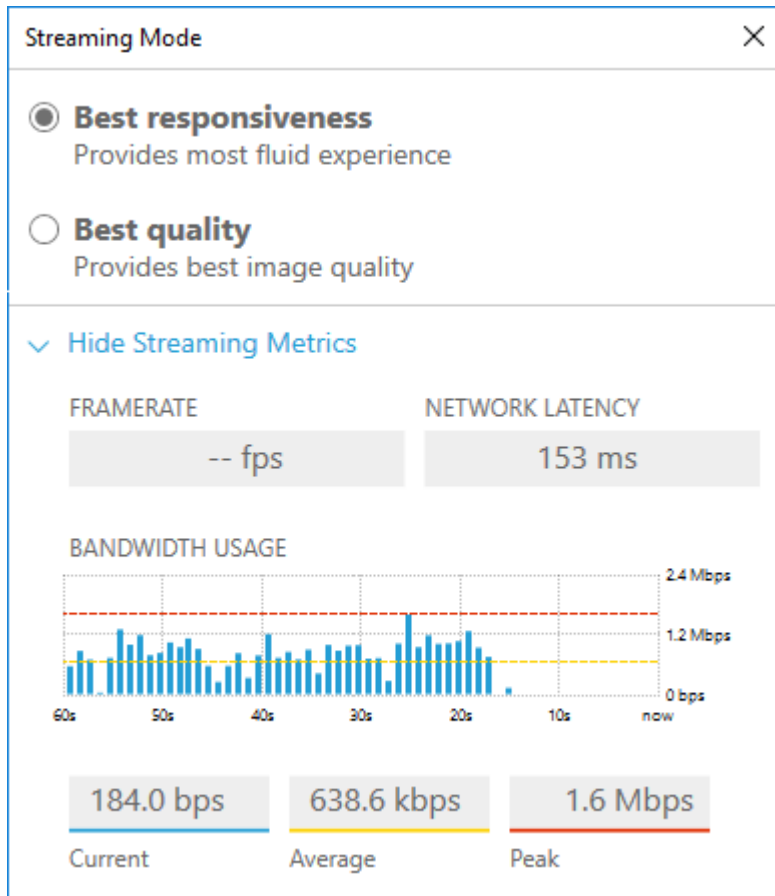 Streaming Mode
Best responsiveness
Provides most fluid experience
Best quality
Provides best image quality
Hide Streaming Metrics
FRAMERATE NETWORK LATENCY
-- fps 153 ms
BANDWIDTH USAGE
2.4 Mbps
1.2 Mbps
0 bps
60s 50s 40s 30s 20s 10s now
184.0 bps 638.6 kbps 1.6 Mbps
Current Average Peak